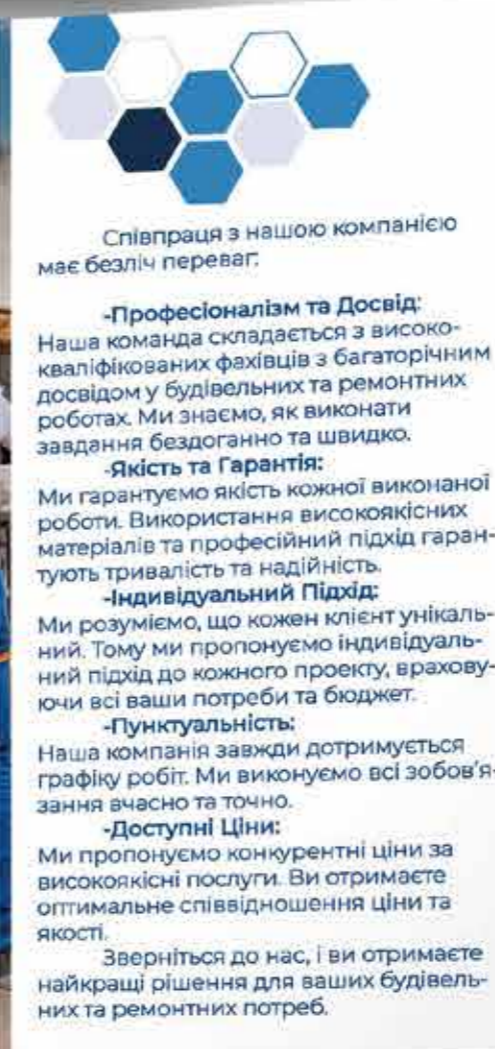 Співпраця з нашою компанією
має безліч переваг:
-Професіоналізм та Досвід:
Наша команда складається з високо-
кваліфікованих фахівців з багаторічним
досвідом у будівельних та ремонтних
роботах. Ми знаємо, як виконати
завдання бездоганно та швидко.
-Якість та Гарантія:
Ми гарантуємо якість кожної виконаної
роботи. Використання високоякісних
матеріалів та професійний підхід гаран-
тують тривалість та надійність.
-Індивідуальний Підхід:
Ми розуміємо, що кожен клієнт унікаль-
ний. Тому ми пропонуємо індивідуаль-
ний підхід до кожного проекту, врахову-
ючи всі ваши потреби та бюджет.
-Пунктуальність:
Наша компанія завжди дотримується
графіку робіт. Ми виконуємо всі зобов'я-
зання вчасно та точно.
-Доступні Ціни:
Ми пропонуємо конкурентні ціни за
високоякісні послуги. Ви отримаєте
оптимальне співвідношення ціни та
якості.
Зверніться до нас, і ви отримаєте
найкращі рішення для ваших будівель-
них та ремонтних потреб.